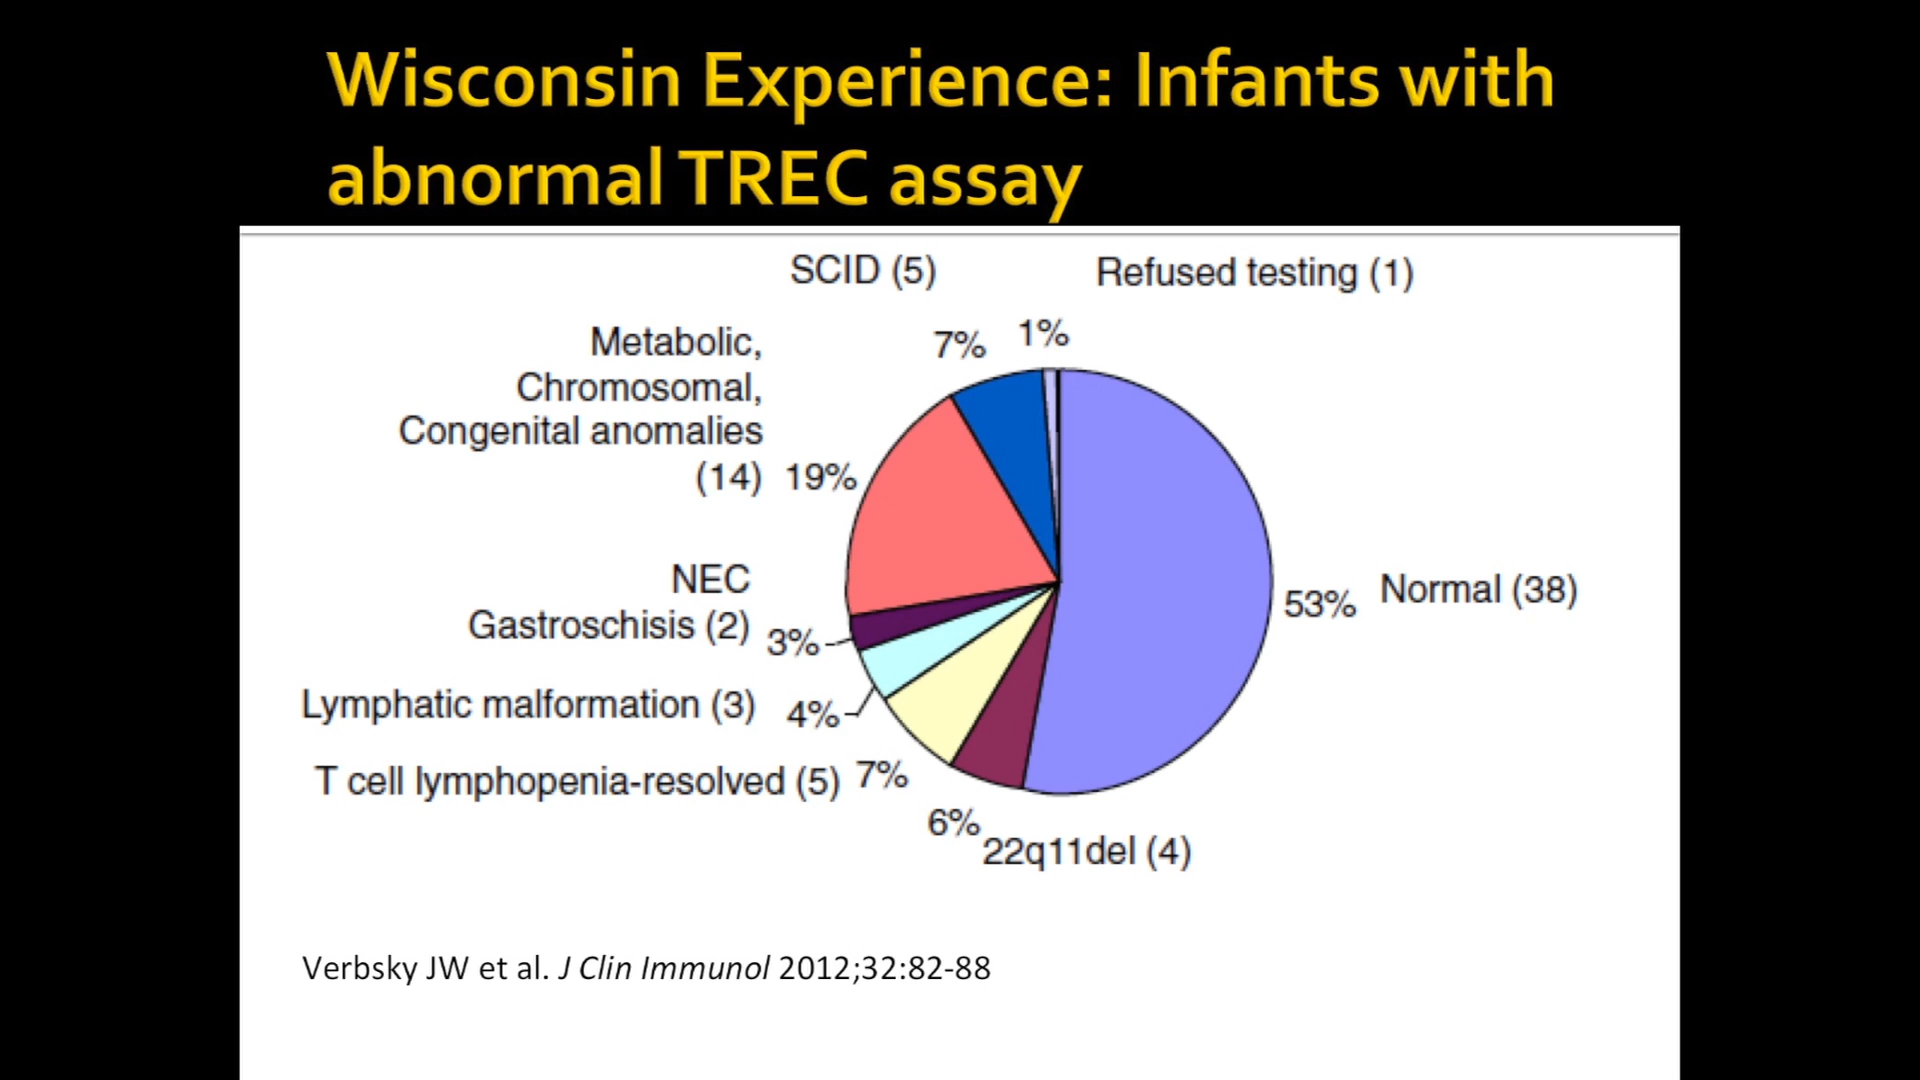 Wisconsin Experience: Infants with
abnormal TREC assay
SCID (5)
Refused testing (1)
7%
1%
Metabolic,
Chromosomal,
Congenital anomalies
(14) 19%
NEC
Gastroschisis (2) 3%
53% Normal (38)
Lymphatic malformation (3) 4%
T cell lymphopenia-resolved (5) 7%
6%
22q11del (4)
Verbsky JW et al. J Clin Immunol 2012;32:82-88